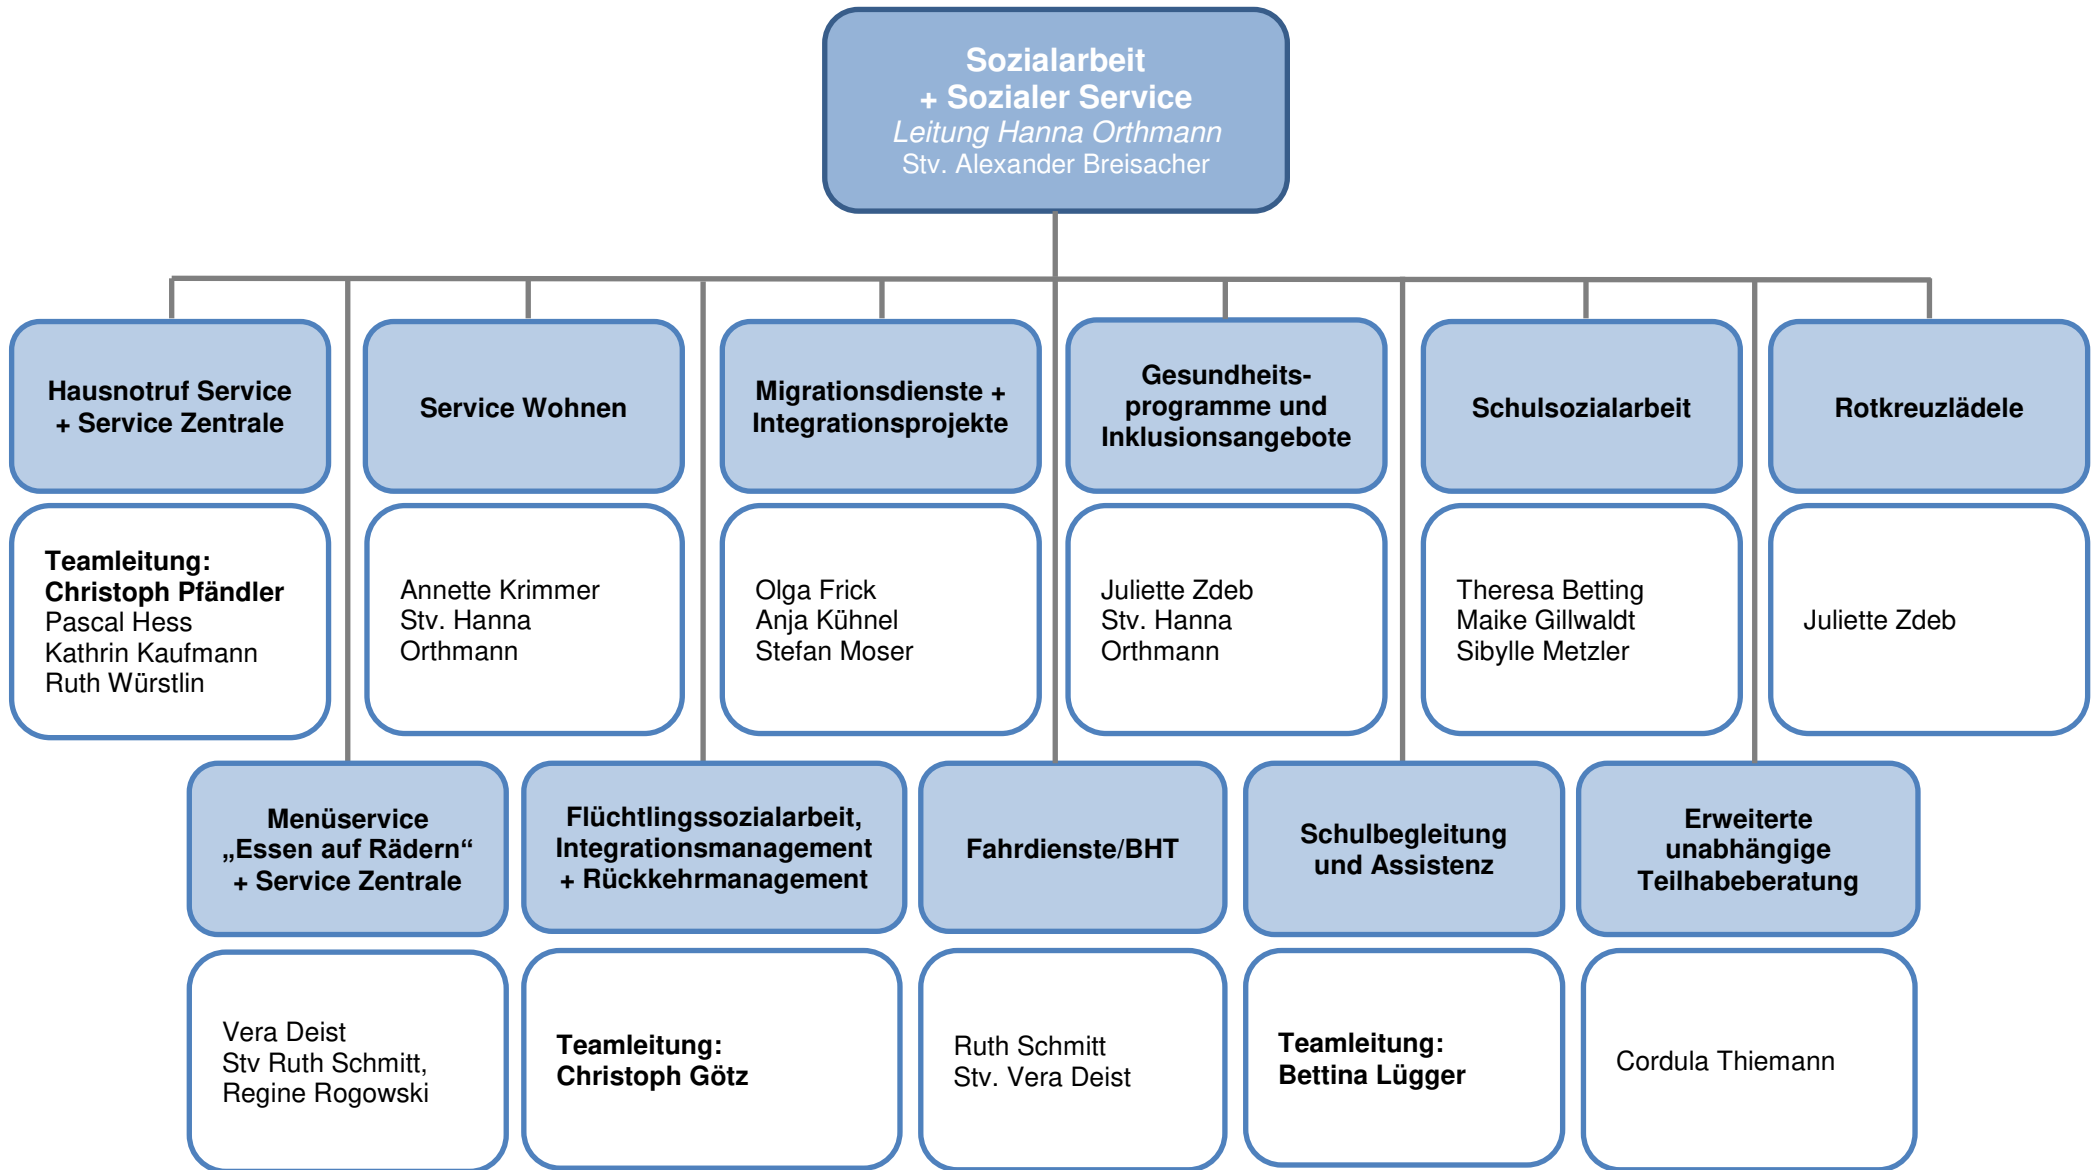 Sozialarbeit
+ Sozialer Service
Leitung Hanna Orthmann
Stv. Alexander Breisacher
Hausnotruf Service
+ Service Zentrale
Service Wohnen
Migrationsdienste +
Integrationsprojekte
Gesundheits-
programme und
Inklusionsangebote
Schulsozialarbeit
Rotkreuzlädele
Teamleitung:
Christoph Pfändler
Pascal Hess
Kathrin Kaufmann
Ruth Würstlin
Annette Krimmer
Stv. Hanna
Orthmann
Olga Frick
Anja Kühnel
Stefan Moser
Juliette Zdeb
Stv. Hanna
Orthmann
Theresa Betting
Maike Gillwaldt
Sibylle Metzler
Juliette Zdeb
Menüservice
„Essen auf Rädern“
+ Service Zentrale
Flüchtlingssozialarbeit,
Integrationsmanagement
+ Rückkehrmanagement
Fahrdienste/BHT
Schulbegleitung
und Assistenz
Erweiterte
unabhängige
Teilhabeberatung
Vera Deist
Stv Ruth Schmitt,
Regine Rogowski
Teamleitung:
Christoph Götz
Ruth Schmitt
Stv. Vera Deist
Teamleitung:
Bettina Lügger
Cordula Thiemann